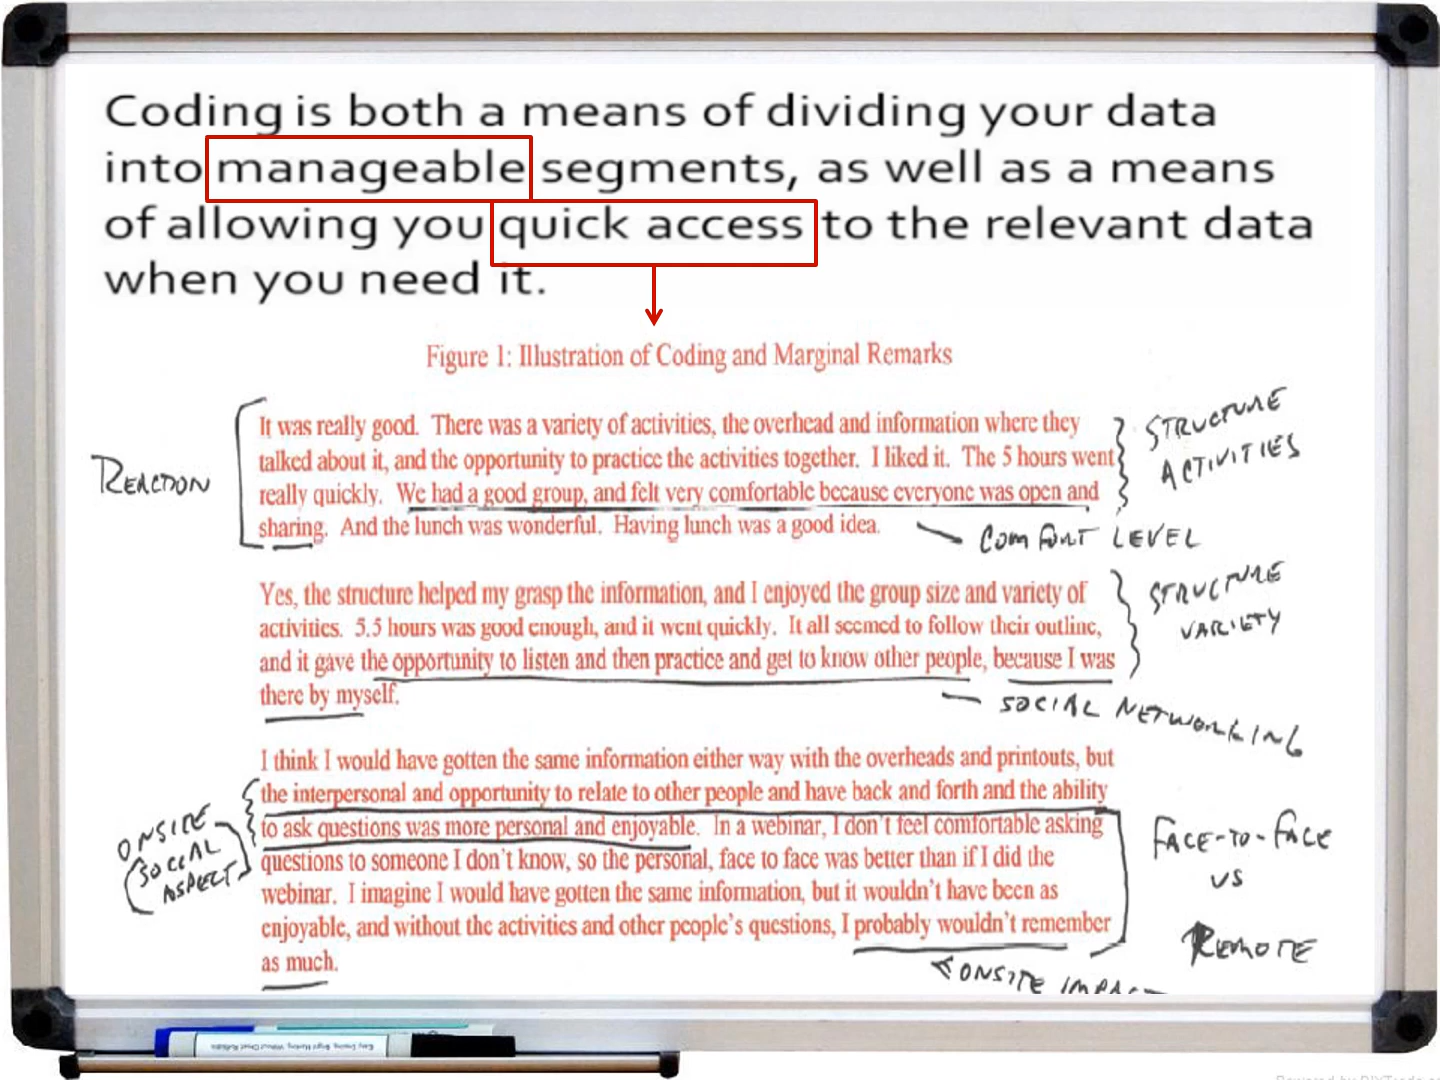 Coding is both a means of dividing your data
into manageable segments, as well as a means
of allowing you quick access to the relevant data
when you need it.
Figure 1: Illustration of Coding and Marginal Remarks
REACTION
It was really good. There was a variety of activities, the overhead and information where they
talked about it, and the opportunity to practice the activities together. I liked it. The 5 hours went
really quickly. We had a good group, and felt very comfortable because everyone was open and
sharing. And the lunch was wonderful. Having lunch was a good idea.
STRUCTURE
ACTIVITIES
COMFORT LEVEL
Yes, the structure helped my grasp the information, and I enjoyed the group size and variety of
activities. 5.5 hours was good enough, and it went quickly. It all seemed to follow their outline,
and it gave the opportunity to listen and then practice and get to know other people, because I was
there by myself.
STRUCTURE
VARIETY
SOCIAL NETWORKING
I think I would have gotten the same information either way with the overheads and printouts, but
the interpersonal and opportunity to relate to other people and have back and forth and the ability
to ask questions was more personal and enjoyable. In a webinar, I don't feel comfortable asking
questions to someone I don't know, so the personal, face to face was better than if I did the
webinar. I imagine I would have gotten the same information, but it wouldn't have been as
enjoyable, and without the activities and other people's questions, I probably wouldn't remember
as much.
ONSITE
SOCIAL
ASPECT
FACE-TO-FACE
VS
REMOTE
ONSITE